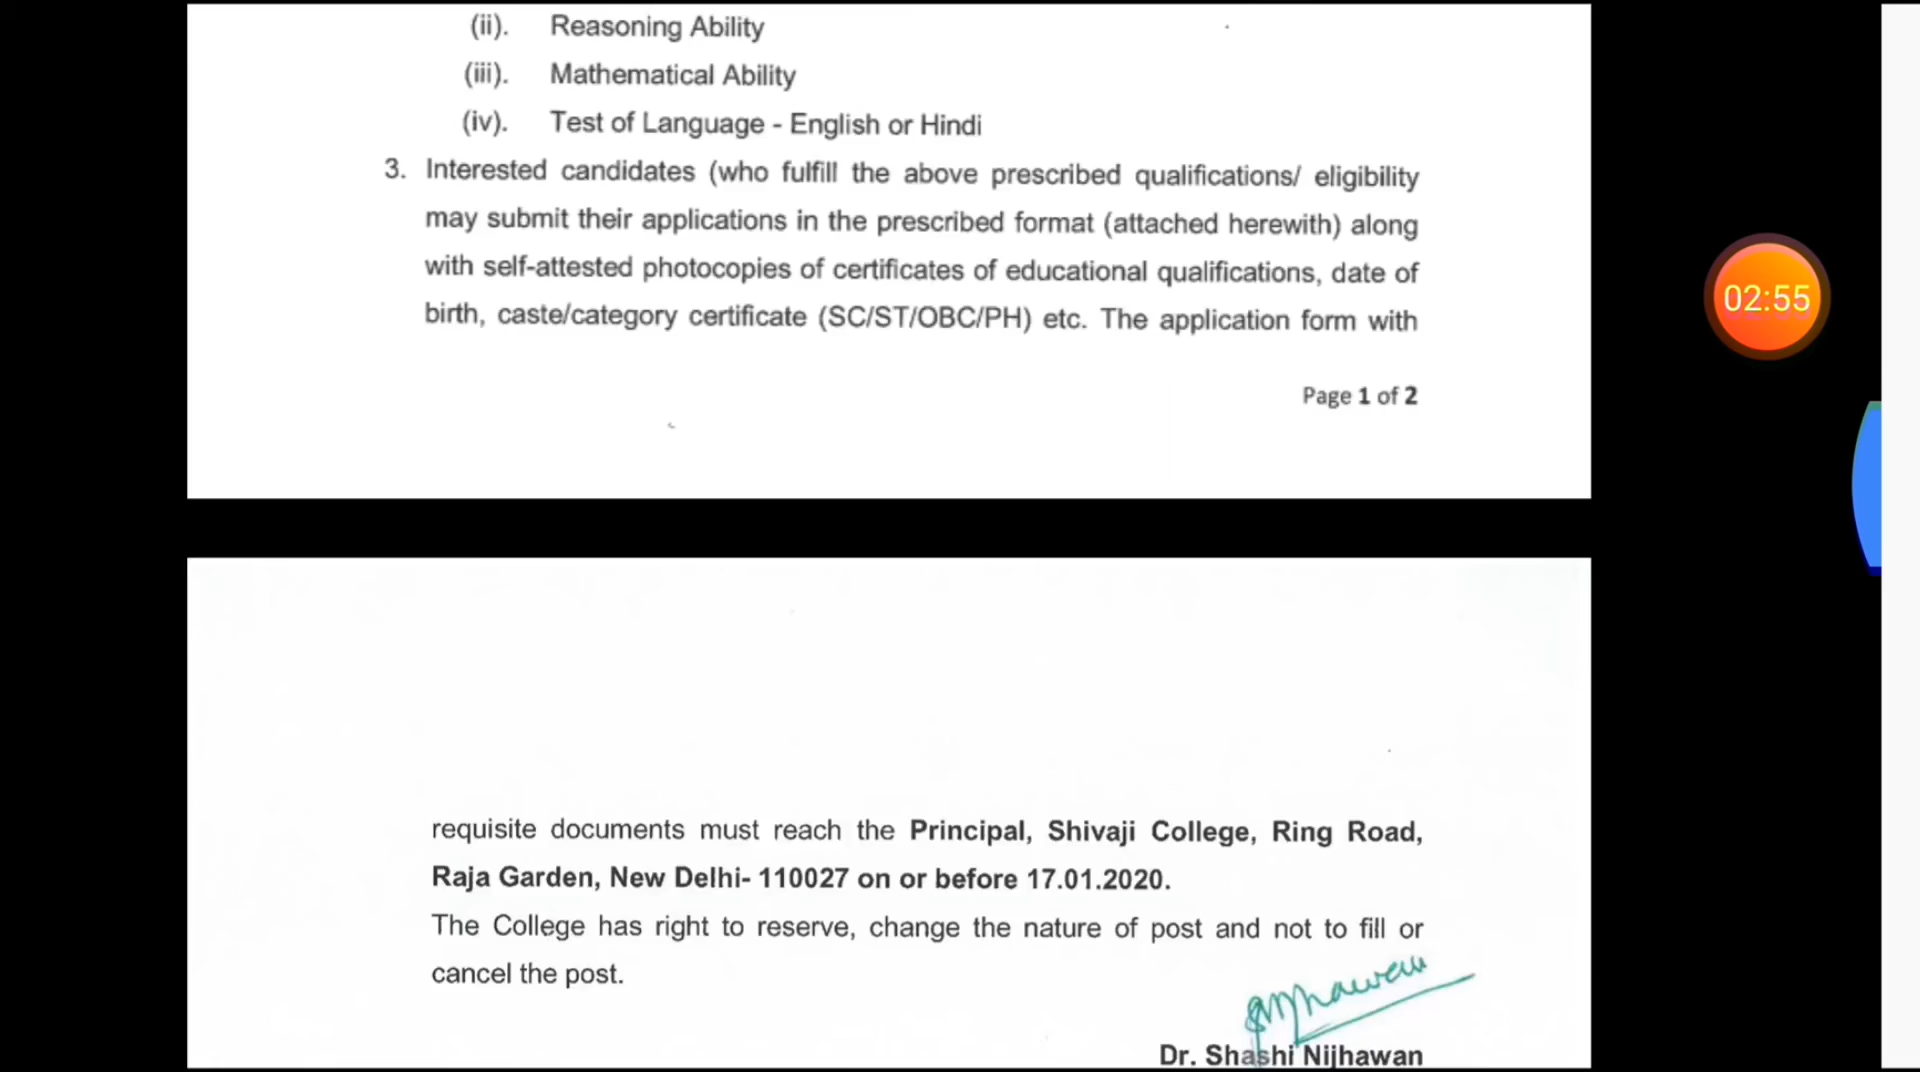 (ii). Reasoning Ability
(iii). Mathematical Ability
(iv). Test of Language - English or Hindi
3. Interested candidates (who fulfill the above prescribed qualifications/ eligibility
may submit their applications in the prescribed format (attached herewith) along
with self-attested photocopies of certificates of educational qualifications, date of
birth, caste/category certificate (SC/ST/OBC/PH) etc. The application form with
Page 1 of 2
02:55
requisite documents must reach the Principal, Shivaji College, Ring Road,
Raja Garden, New Delhi- 110027 on or before 17.01.2020.
The College has right to reserve, change the nature of post and not to fill or
cancel the post.
Dr. Shashi Nijhawan